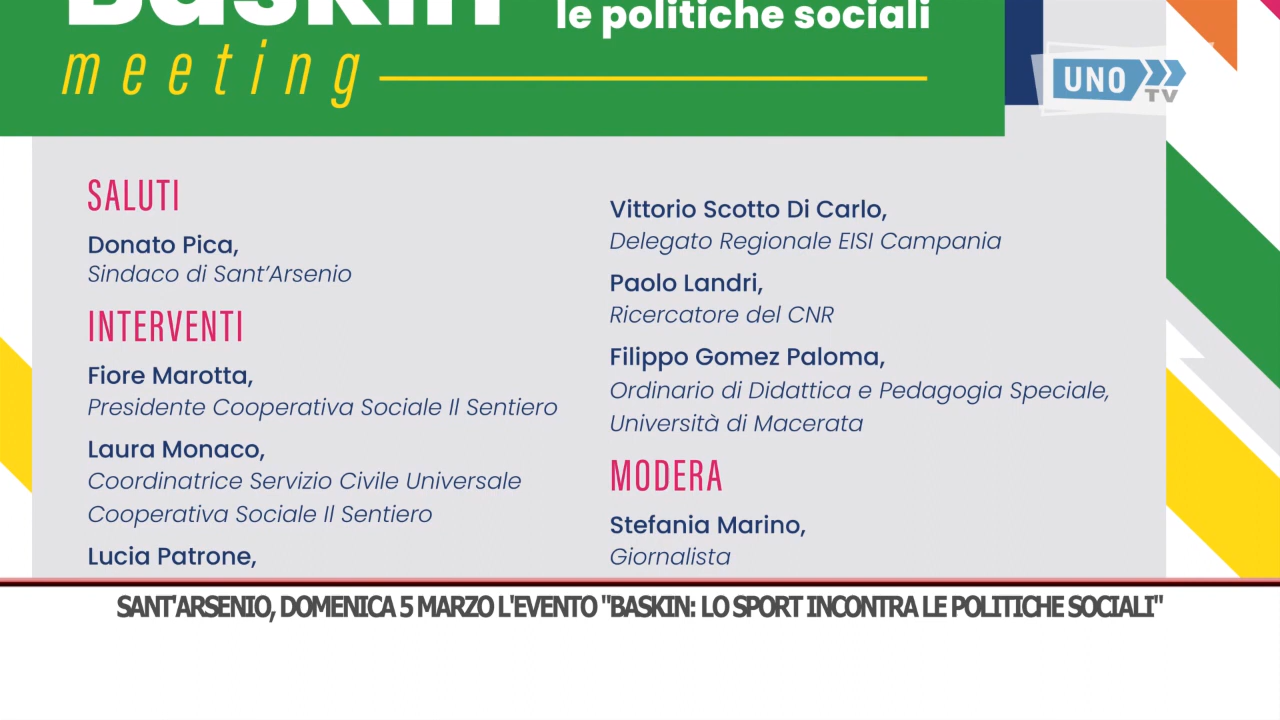 Baskin
le politiche sociali
meeting
UNO
TV
SALUTI
Donato Pica,
Sindaco di Sant'Arsenio
INTERVENTI
Fiore Marotta,
Presidente Cooperativa Sociale Il Sentiero
Laura Monaco,
Coordinatrice Servizio Civile Universale
Cooperativa Sociale Il Sentiero
Lucia Patrone,
Vittorio Scotto Di Carlo,
Delegato Regionale EISI Campania
Paolo Landri,
Ricercatore del CNR
Filippo Gomez Paloma,
Ordinario di Didattica e Pedagogia Speciale,
Università di Macerata
MODERA
Stefania Marino,
Giornalista
SANT'ARSENIO, DOMENICA 5 MARZO L'EVENTO "BASKIN: LO SPORT INCONTRA LE POLITICHE SOCIALI"